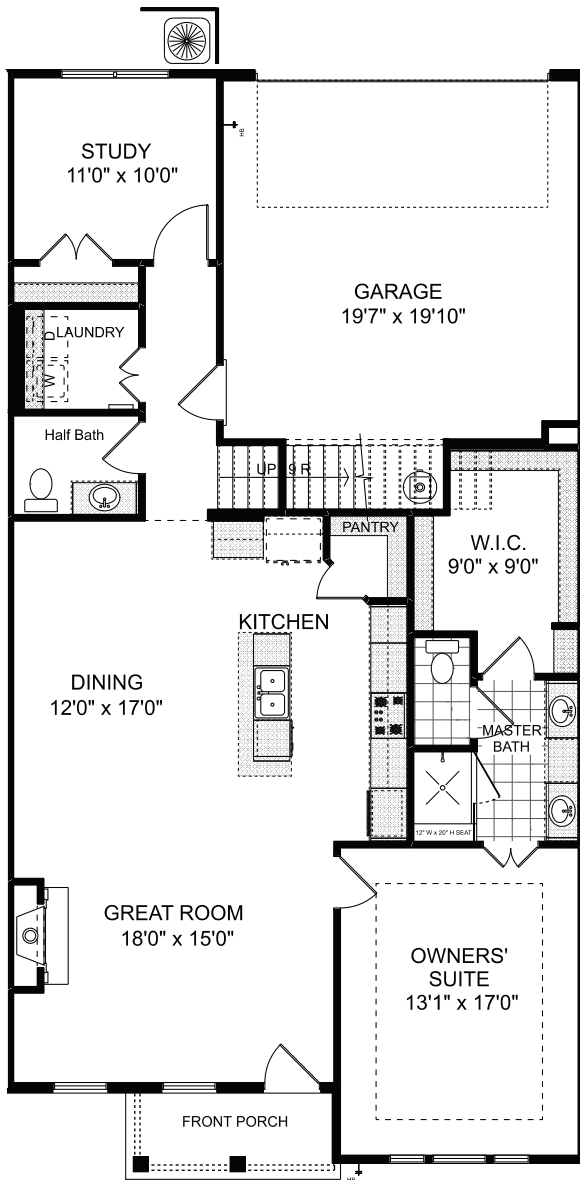 STUDY
11'0" x 10'0"
HB
GARAGE
19'7" x 19'10"
LAUNDRY
D
W
Half Bath
UP 19 R
PANTRY
W.I.C.
9'0" x 9'0"
KITCHEN
DINING
12'0" x 17'0"
MASTER
BATH
12" W x 20" H SEAT
GREAT ROOM
18'0" x 15'0"
OWNERS'
SUITE
13'1" x 17'0"
FRONT PORCH
HB